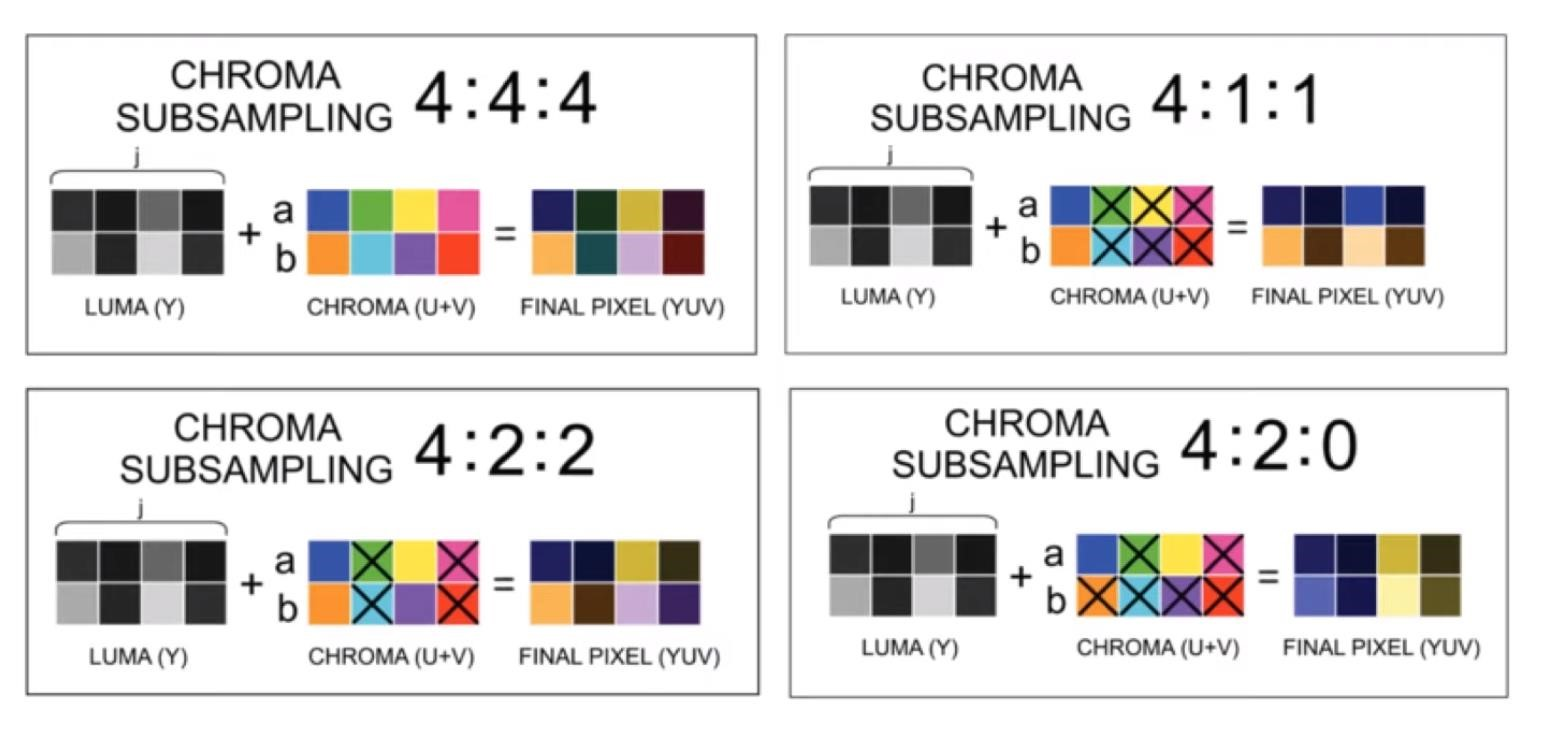 CHROMA
SUBSAMPLING 4:4:4
j
+ a =
b
LUMA (Y) CHROMA (U+V) FINAL PIXEL (YUV)
CHROMA
SUBSAMPLING 4:1:1
j
+ a =
b
LUMA (Y) CHROMA (U+V) FINAL PIXEL (YUV)
CHROMA
SUBSAMPLING 4:2:2
j
+ a =
b
LUMA (Y) CHROMA (U+V) FINAL PIXEL (YUV)
CHROMA
SUBSAMPLING 4:2:0
j
+ a =
b
LUMA (Y) CHROMA (U+V) FINAL PIXEL (YUV)